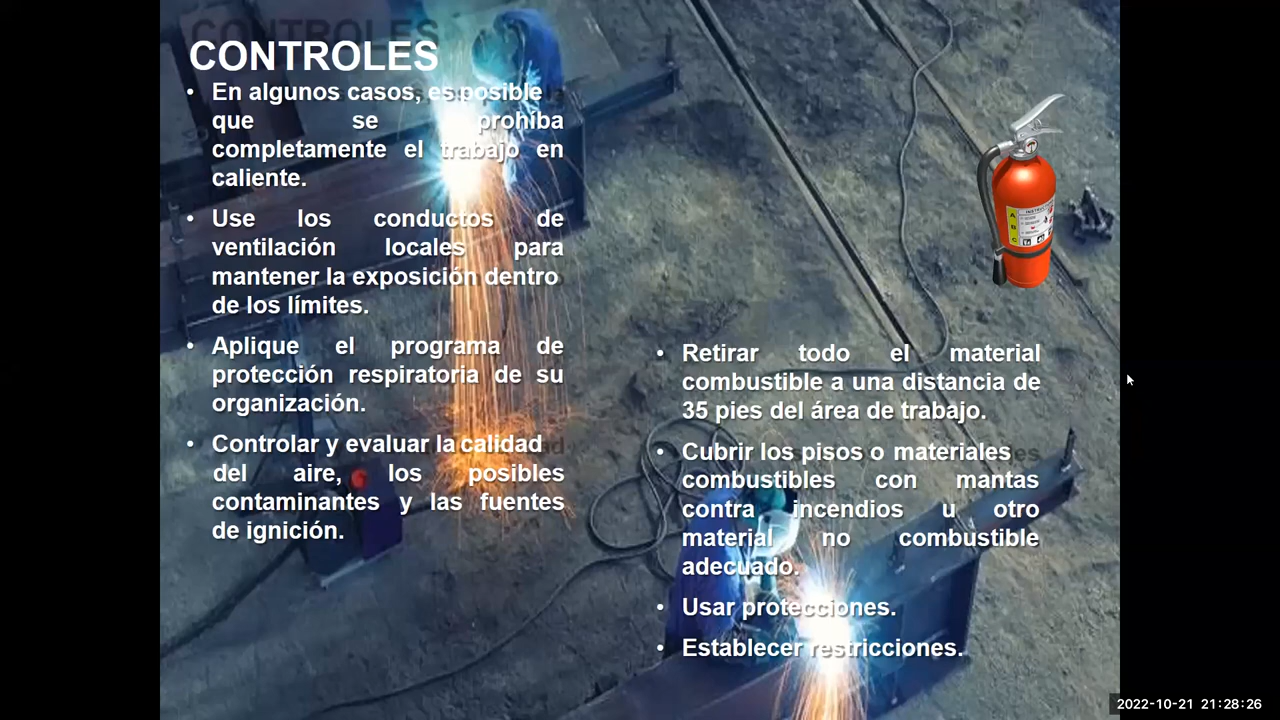 CONTROLES
• En algunos casos, es posible
que se prohíba
completamente el trabajo en
caliente.
• Use los conductos de
ventilación locales para
mantener la exposición dentro
de los límites.
• Aplique el programa de
protección respiratoria de su
organización.
• Controlar y evaluar la calidad
del aire, los posibles
contaminantes y las fuentes
de ignición.
A
B
C
• Retirar todo el material
combustible a una distancia de
35 pies del área de trabajo.
• Cubrir los pisos o materiales
combustibles con mantas
contra incendios u otro
material no combustible
adecuado.
• Usar protecciones.
• Establecer restricciones.
2022-10-21 21:28:26